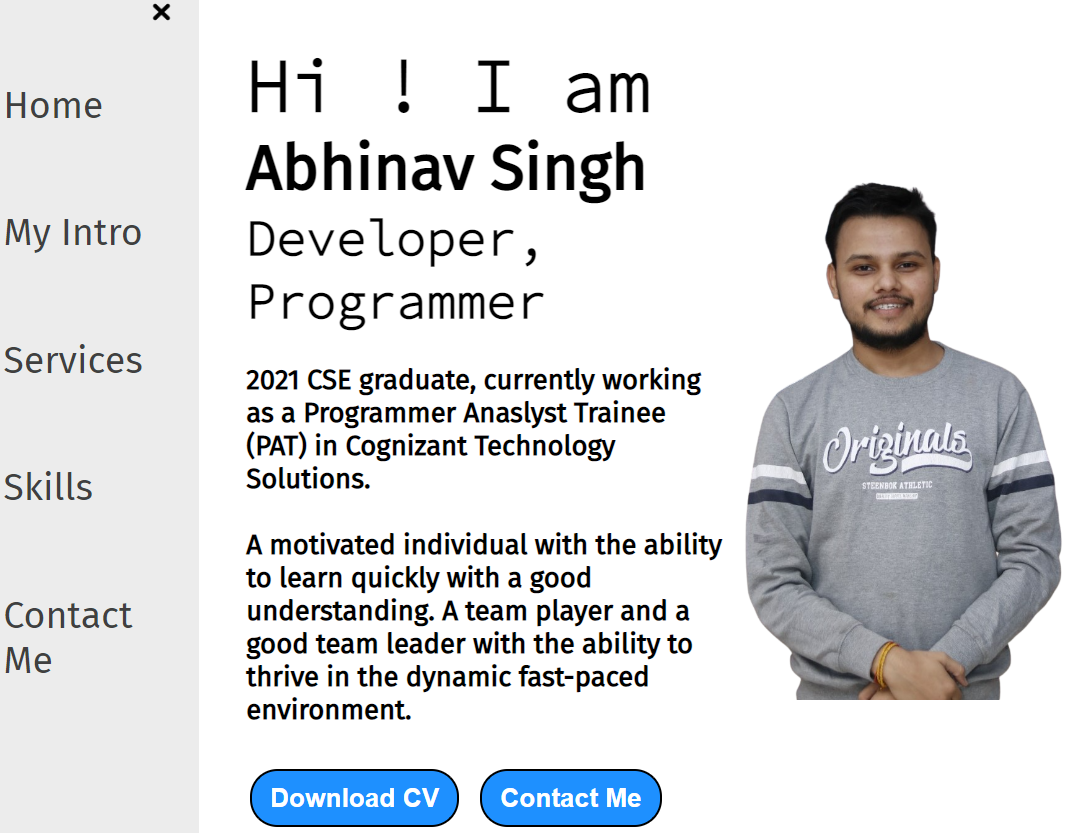 Home
My Intro
Services
Skills
Contact
Me
Hi ! I am
Abhinav Singh
Developer,
Programmer
2021 CSE graduate, currently working
as a Programmer Anaslyst Trainee
(PAT) in Cognizant Technology
Solutions.
A motivated individual with the ability
to learn quickly with a good
understanding. A team player and a
good team leader with the ability to
thrive in the dynamic fast-paced
environment.
Download CV
Contact Me
Originals
STEENBOK ATHLETIC